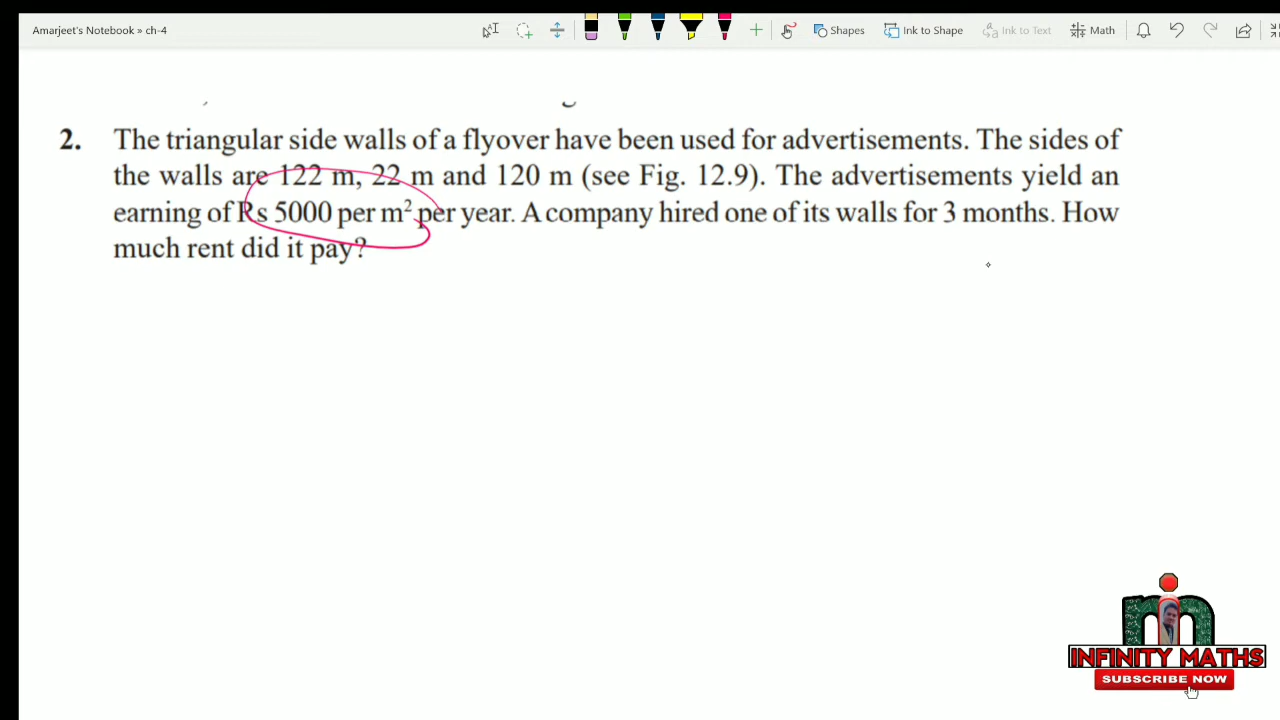 Amarjeet's Notebook » ch-4
Shapes
Ink to Shape
Ink to Text
Math
2. The triangular side walls of a flyover have been used for advertisements. The sides of
the walls are 122 m, 22 m and 120 m (see Fig. 12.9). The advertisements yield an
earning of Rs 5000 per m² per year. A company hired one of its walls for 3 months. How
much rent did it pay?
INFINITY MATHS
SUBSCRIBE NOW